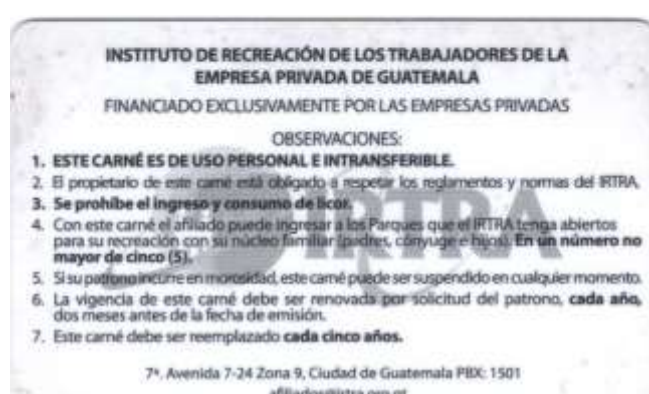 INSTITUTO DE RECREACIÓN DE LOS TRABAJADORES DE LA
EMPRESA PRIVADA DE GUATEMALA
FINANCIADO EXCLUSIVAMENTE POR LAS EMPRESAS PRIVADAS
OBSERVACIONES:
1. ESTE CARNÉ ES DE USO PERSONAL E INTRANSFERIBLE.
2. El propietario de este carné está obligado a respetar los reglamentos y normas del IRTRA.
3. Se prohíbe el ingreso y consumo de licor.
4. Con este carné el afiliado puede ingresar a los Parques que el IRTRA tenga abiertos
para su recreación con su núcleo familiar (padres, cónyuge e hijos). En un número no
mayor de cinco (5).
5. Si su patrono incurre en morosidad, este carné puede ser suspendido en cualquier momento.
6. La vigencia de este carné debe ser renovada por solicitud del patrono, cada año,
dos meses antes de la fecha de emisión.
7. Este carné debe ser reemplazado cada cinco años.
IRTRA
7ª. Avenida 7-24 Zona 9, Ciudad de Guatemala PBX: 1501